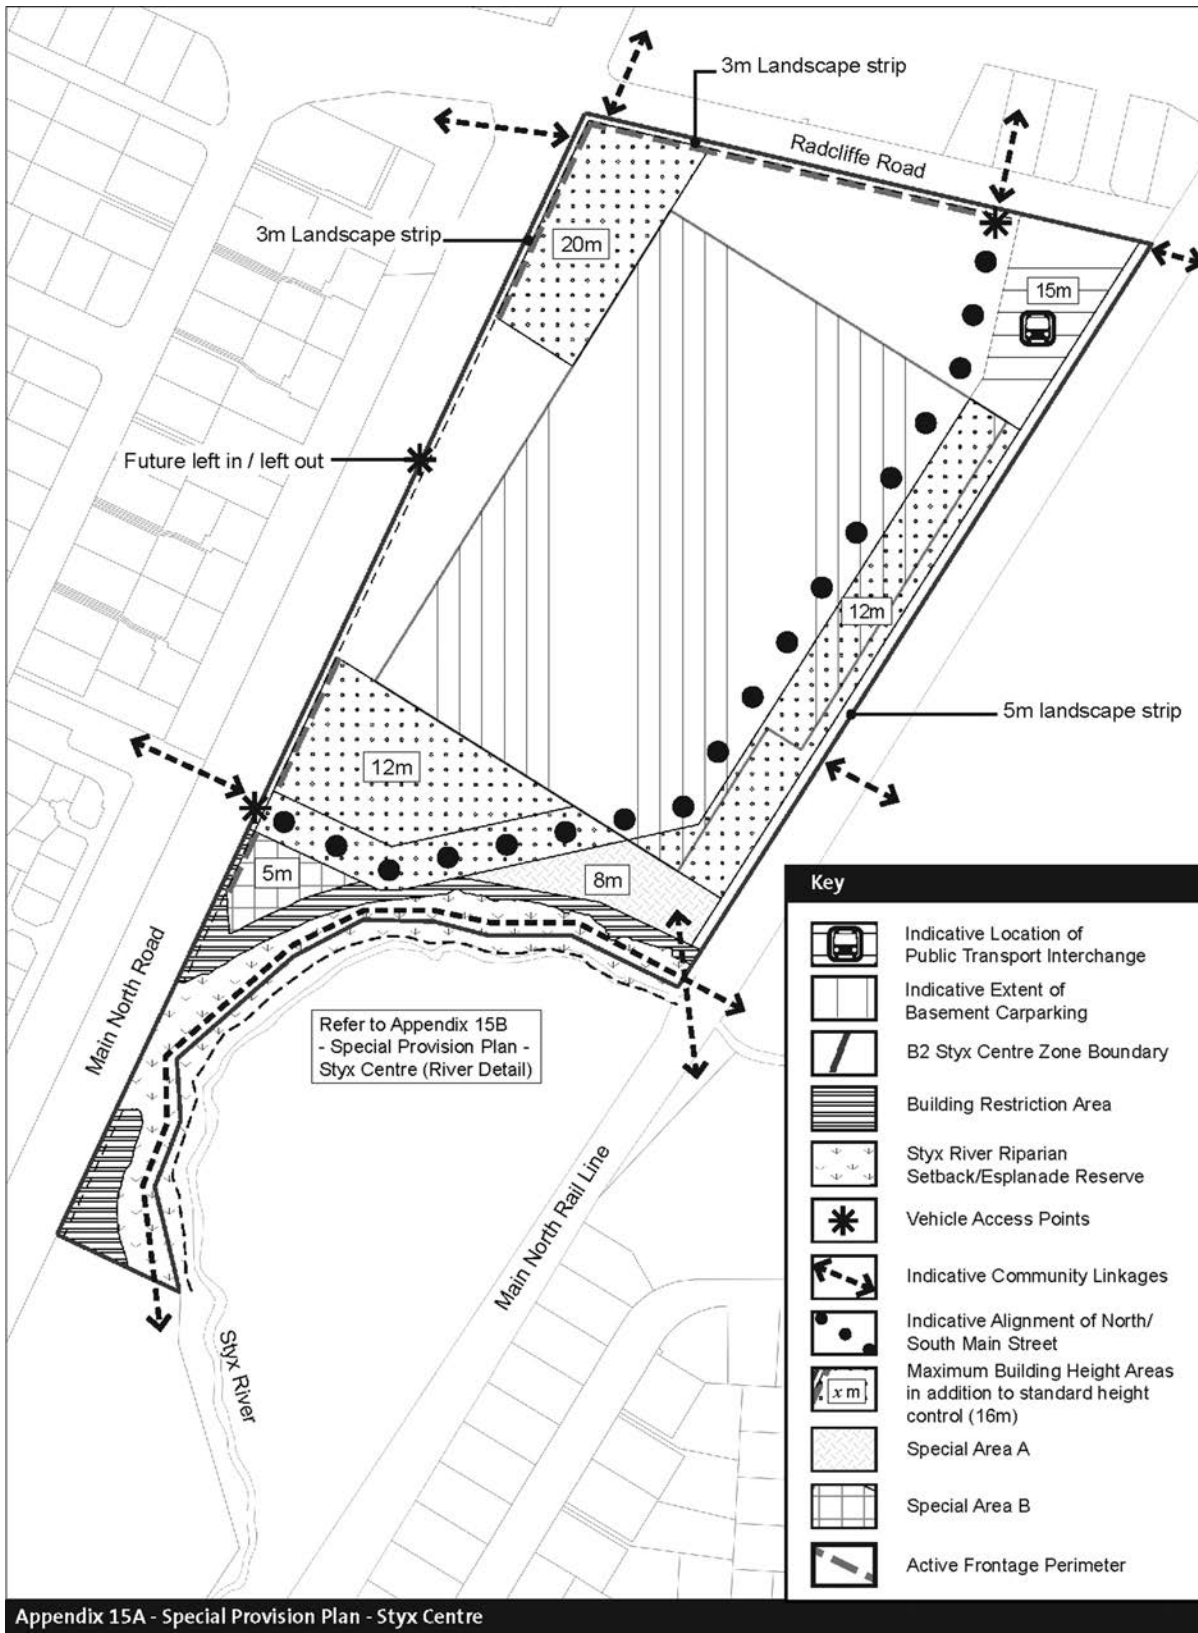 3m Landscape strip
Radcliffe Road
3m Landscape strip
20m
15m
Future left in / left out
12m
5m landscape strip
12m
5m
8m
Main North Road
Refer to Appendix 15B
- Special Provision Plan -
Styx Centre (River Detail)
Main North Rail Line
Styx River
Key
Indicative Location of
Public Transport Interchange
Indicative Extent of
Basement Carparking
B2 Styx Centre Zone Boundary
Building Restriction Area
Styx River Riparian
Setback/Esplanade Reserve
Vehicle Access Points
Indicative Community Linkages
Indicative Alignment of North/
South Main Street
x m
Maximum Building Height Areas
in addition to standard height
control (16m)
Special Area A
Special Area B
Active Frontage Perimeter
Appendix 15A - Special Provision Plan - Styx Centre